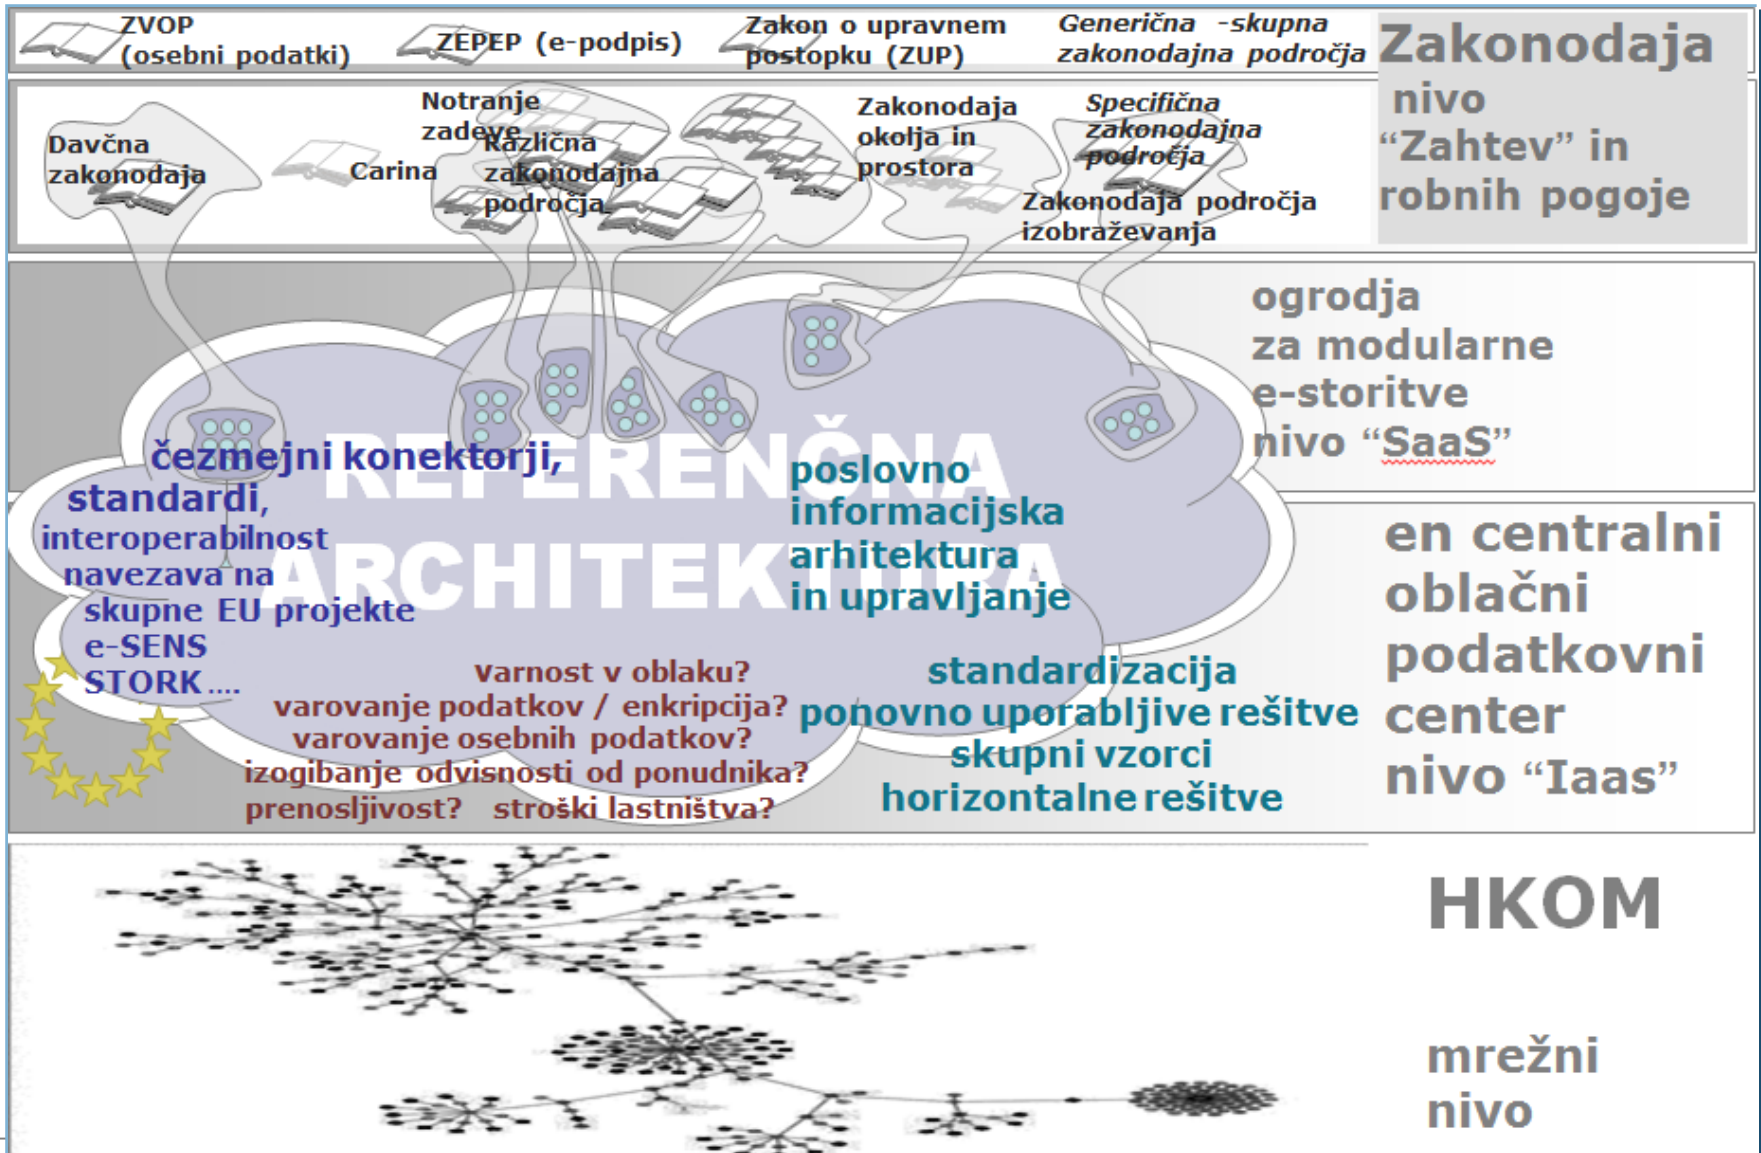 ZVOP
(osebni podatki)
ZEPEP (e-podpis)
Zakon o upravnem
postopku (ZUP)
Generična -skupna
zakonodajna področja
Zakonodaja
nivo
“Zahtev” in
robnih pogoje
Davčna
zakonodaja
Carina
Notranje
zadeve
Različna
zakonodajna
področja
Zakonodaja
okolja in
prostora
Specifična
zakonodajna
področja
Zakonodaja področja
izobraževanja
ogrodja
za modularne
e-storitve
nivo “SaaS”
REFERENČNA
ARCHITEKTURA
čezmejni konektorji,
standardi,
interoperabilnost
navezava na
skupne EU projekte
e-SENS
STORK ....
poslovno
informacijska
arhitektura
in upravljanje
varnost v oblaku?
varovanje podatkov / enkripcija?
varovanje osebnih podatkov?
izogibanje odvisnosti od ponudnika?
prenosljivost? stroški lastništva?
standardizacija
ponovno uporabljive rešitve
skupni vzorci
horizontalne rešitve
en centralni
oblačni
podatkovni
center
nivo “Iaas”
HKOM
mrežni
nivo